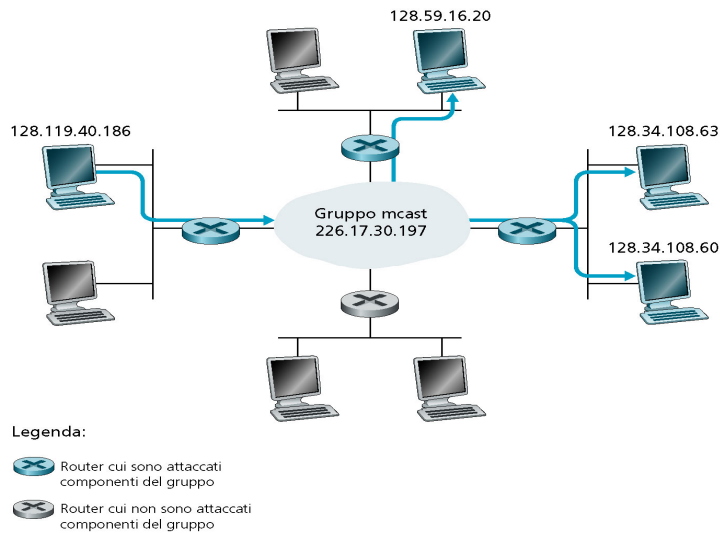 128.59.16.20
128.119.40.186
128.34.108.63
Gruppo mcast
226.17.30.197
128.34.108.60
Legenda:
Router cui sono attaccati
componenti del gruppo
Router cui non sono attaccati
componenti del gruppo